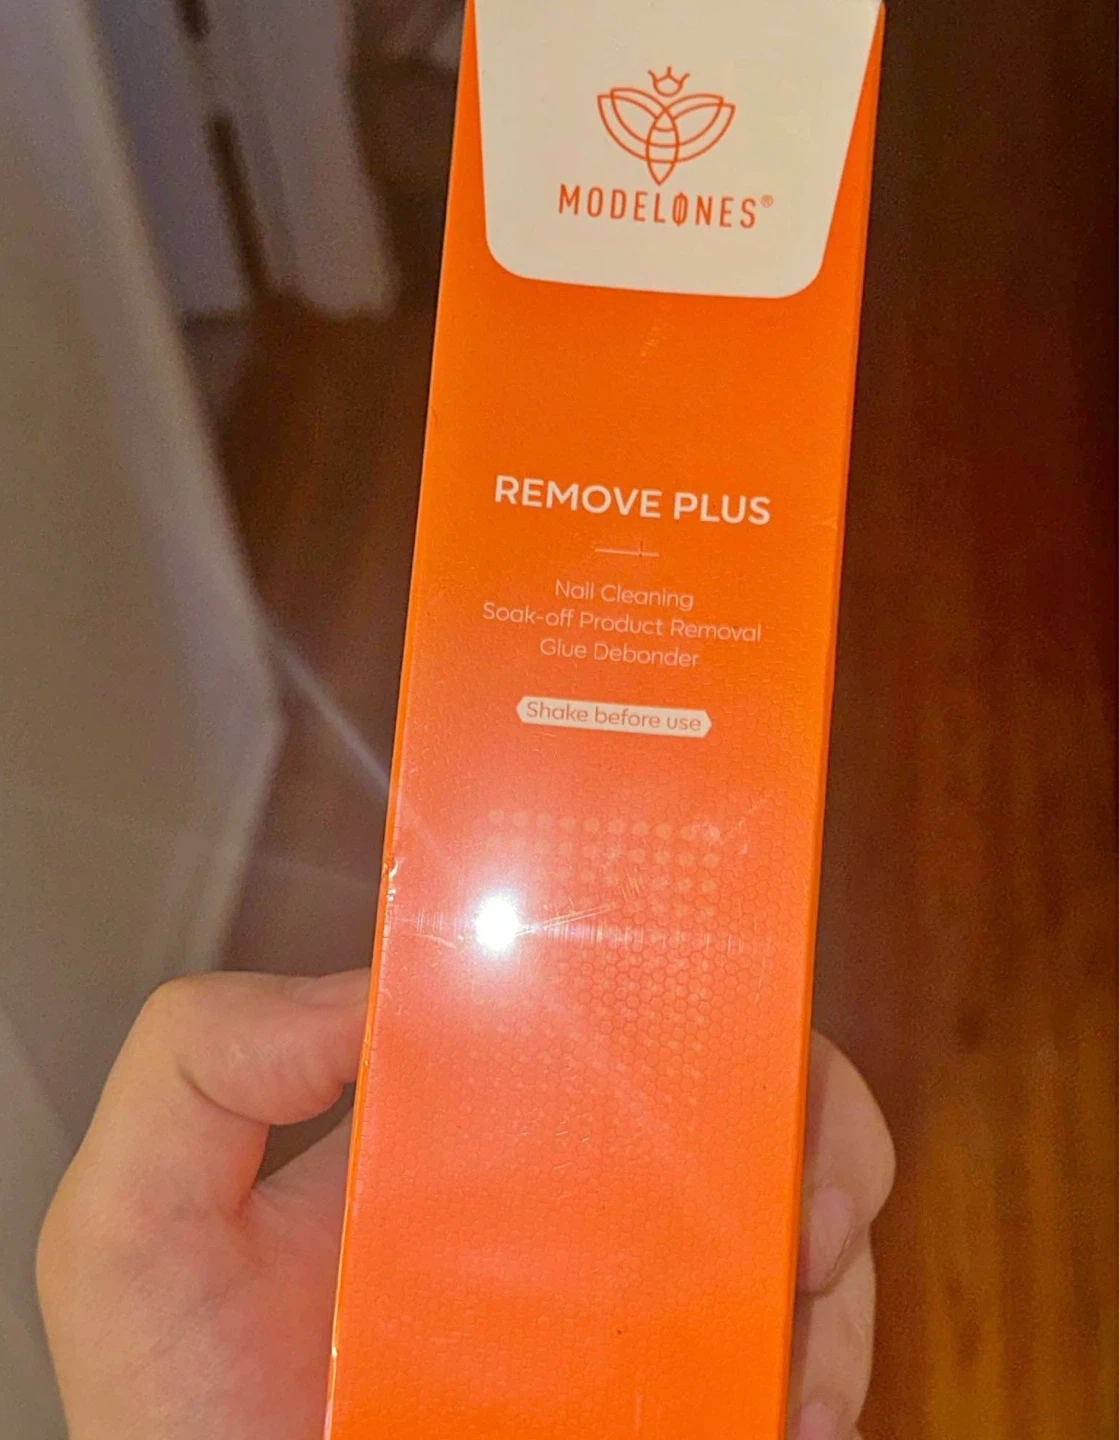 MODELONES®
REMOVE PLUS
Nail Cleaning
Soak-off Product Removal
Glue Debonder
Shake before use